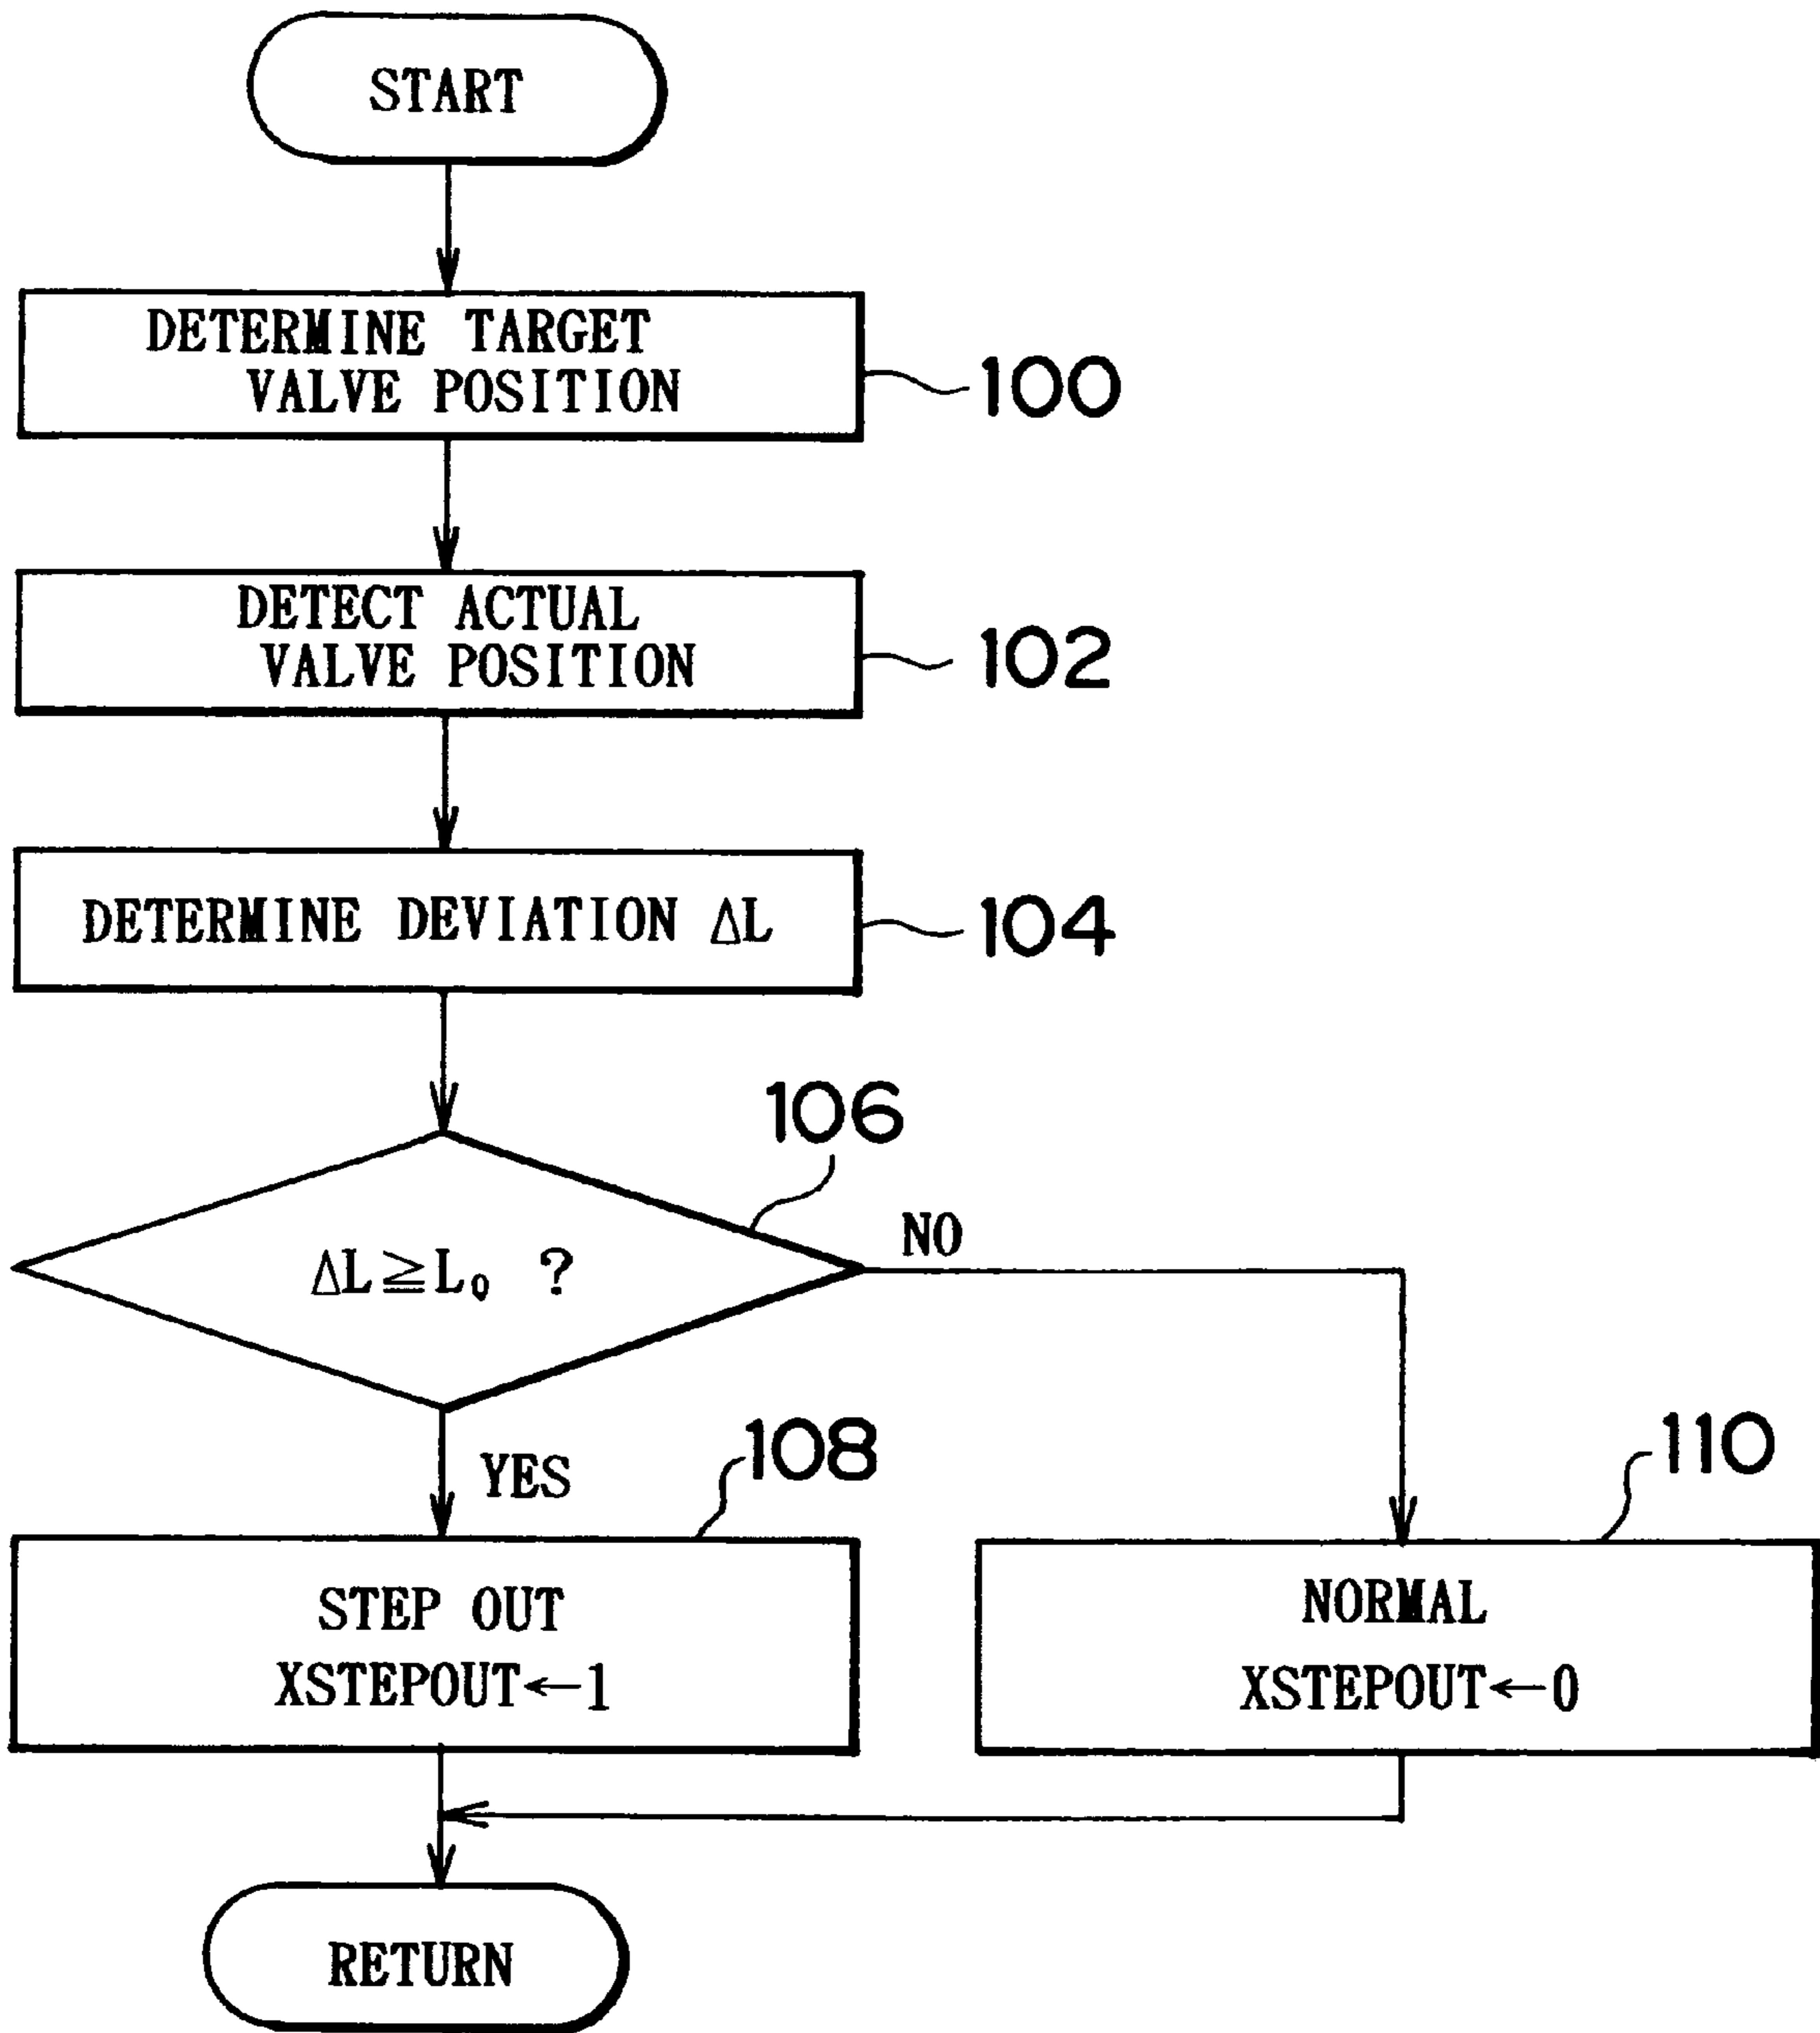 START
DETERMINE TARGET
VALVE POSITION
100
DETECT ACTUAL
VALVE POSITION
102
DETERMINE DEVIATION ΔL
104
106
ΔL≧L₀ ?
NO
YES
108
110
STEP OUT
XSTEPOUT←1
NORMAL
XSTEPOUT←0
RETURN